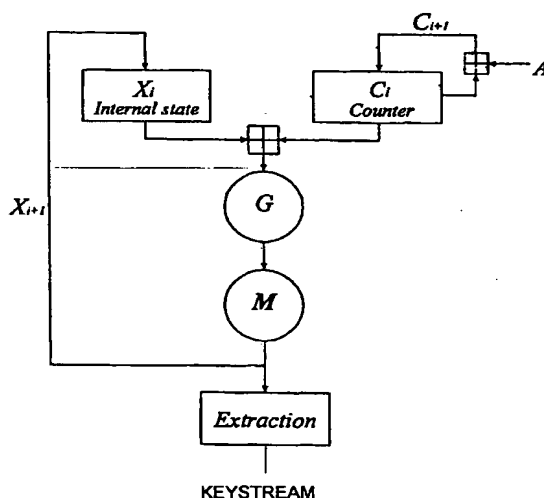 C_{i+1}
A
X_i
Internal state
C_i
Counter
G
X_{i+1}
M
Extraction
KEYSTREAM